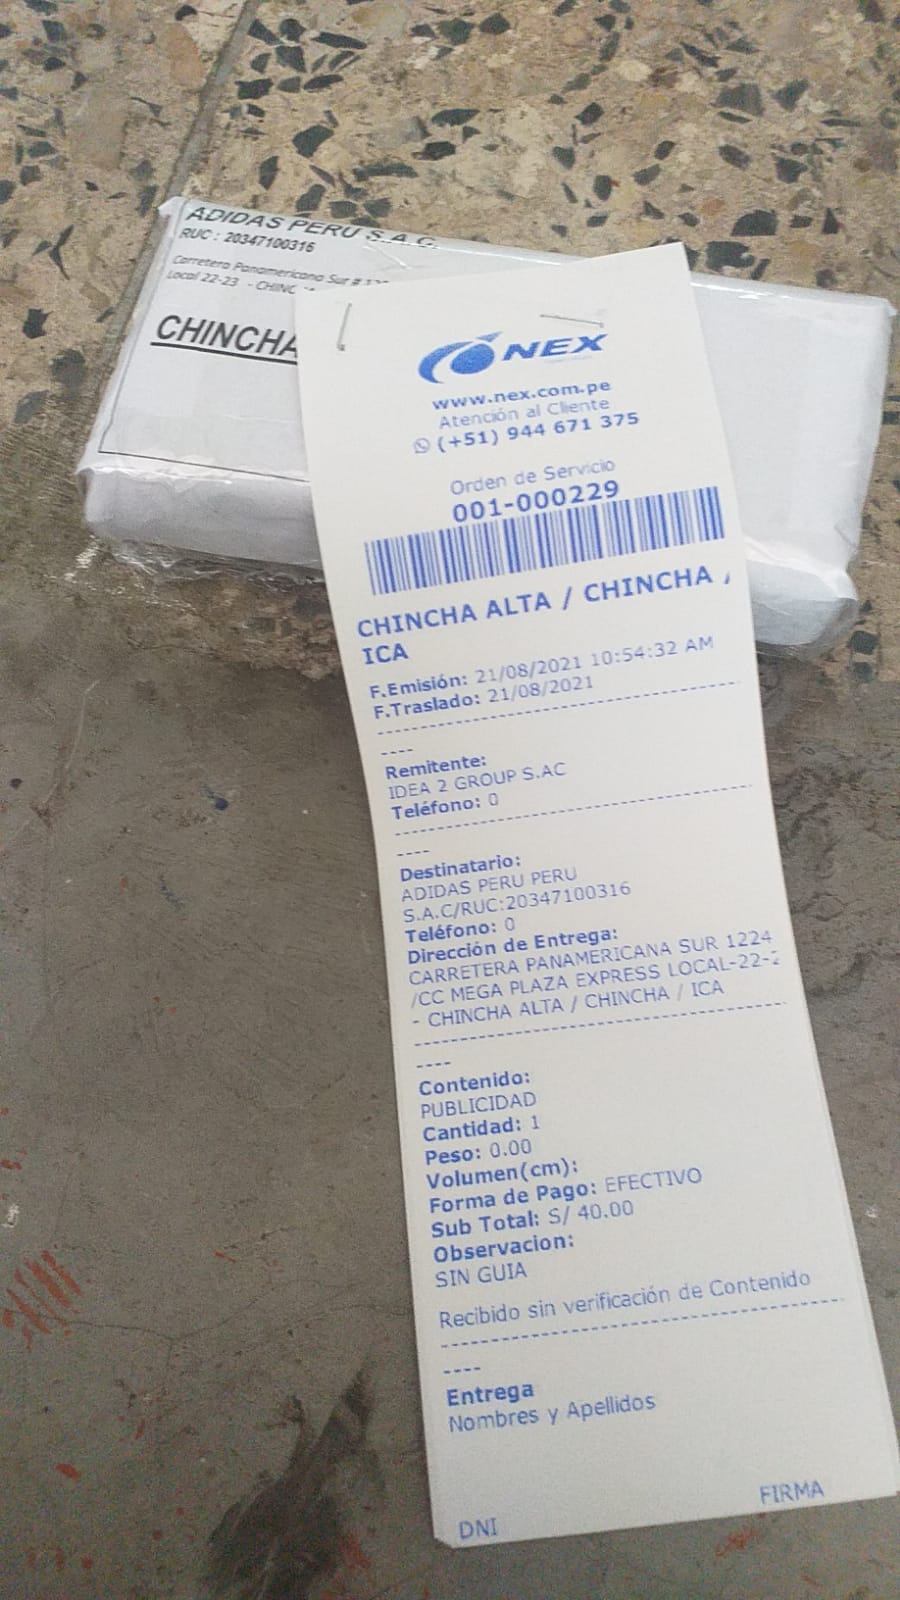 ADIDAS PERU S.A.C.
RUC : 20347100316
Carretera Panamericana Sur #
Local 22-23 -
CHINCHA
NEX
www.nex.com.pe
Atención al Cliente
(+51) 944 671 375
Orden de Servicio
001-000229
CHINCHA ALTA / CHINCHA /
ICA
F.Emisión: 21/08/2021 10:54:32 AM
F.Traslado: 21/08/2021
----
Remitente:
IDEA 2 GROUP S.AC
Teléfono: 0
----
Destinatario:
ADIDAS PERU PERU
S.A.C/RUC:20347100316
Teléfono: 0
Dirección de Entrega:
CARRETERA PANAMERICANA SUR 1224
/CC MEGA PLAZA EXPRESS LOCAL-22-2
- CHINCHA ALTA / CHINCHA / ICA
----
Contenido:
PUBLICIDAD
Cantidad: 1
Peso: 0.00
Volumen(cm):
Forma de Pago: EFECTIVO
Sub Total: S/ 40.00
Observacion:
SIN GUIA
Recibido sin verificación de Contenido
----
Entrega
Nombres y Apellidos
DNI FIRMA